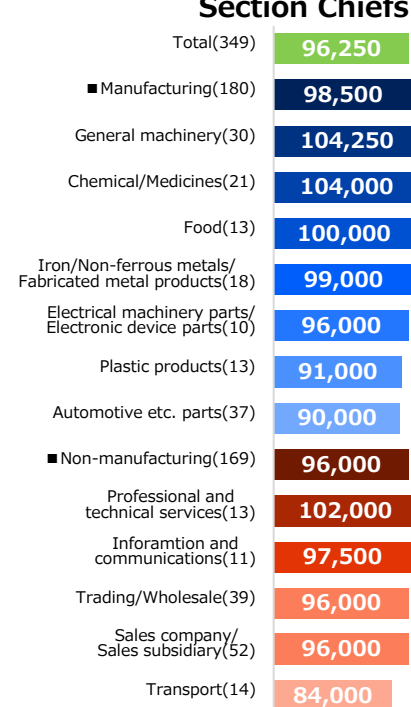 Section Chiefs
Total(349) 96,250
■Manufacturing(180) 98,500
General machinery(30) 104,250
Chemical/Medicines(21) 104,000
Food(13) 100,000
Iron/Non-ferrous metals/
Fabricated metal products(18) 99,000
Electrical machinery parts/
Electronic device parts(10) 96,000
Plastic products(13) 91,000
Automotive etc. parts(37) 90,000
■Non-manufacturing(169) 96,000
Professional and
technical services(13) 102,000
Inforamtion and
communications(11) 97,500
Trading/Wholesale(39) 96,000
Sales company/
Sales subsidiary(52) 96,000
Transport(14) 84,000